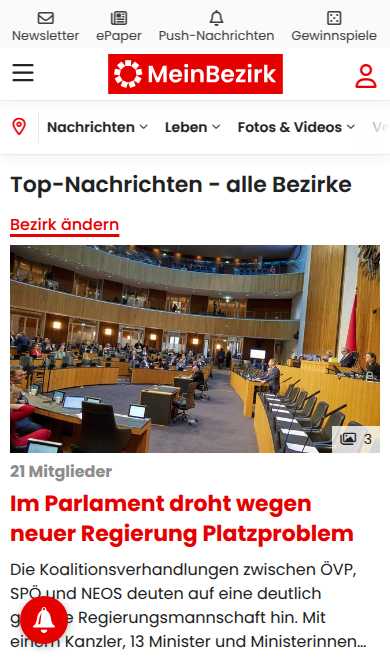 Newsletter ePaper Push-Nachrichten Gewinnspiele
MeinBezirk
Nachrichten Leben Fotos & Videos
Top-Nachrichten - alle Bezirke
Bezirk ändern
3
21 Mitglieder
Im Parlament droht wegen
neuer Regierung Platzproblem
Die Koalitionsverhandlungen zwischen ÖVP,
SPÖ und NEOS deuten auf eine deutlich
Regierungsmannschaft hin. Mit
einem Kanzler, 13 Minister und Ministerinnen...